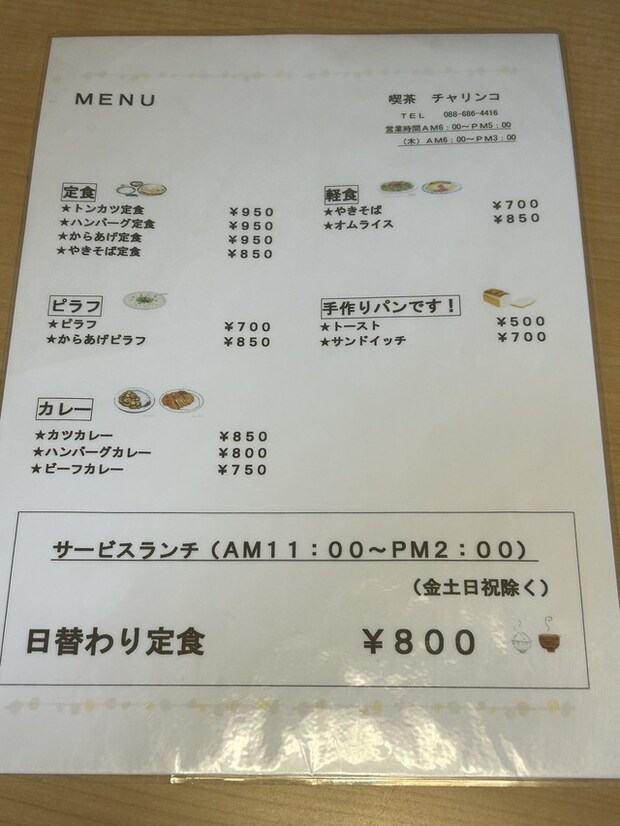 MENU
喫茶 チャリンコ
TEL 088-686-4416
営業時間AM6:00～PM5:00
(木)AM6:00～PM3:00
定食
★トンカツ定食 ¥950
★ハンバーグ定食 ¥950
★からあげ定食 ¥950
★やきそば定食 ¥850
軽食
★やきそば ¥700
★オムライス ¥850
ピラフ
★ピラフ ¥700
★からあげピラフ ¥850
手作りパンです！
★トースト ¥500
★サンドイッチ ¥700
カレー
★カツカレー ¥850
★ハンバーグカレー ¥800
★ビーフカレー ¥750
サービスランチ（AM11：00～PM2：00）
（金土日祝除く）
日替わり定食 ¥800